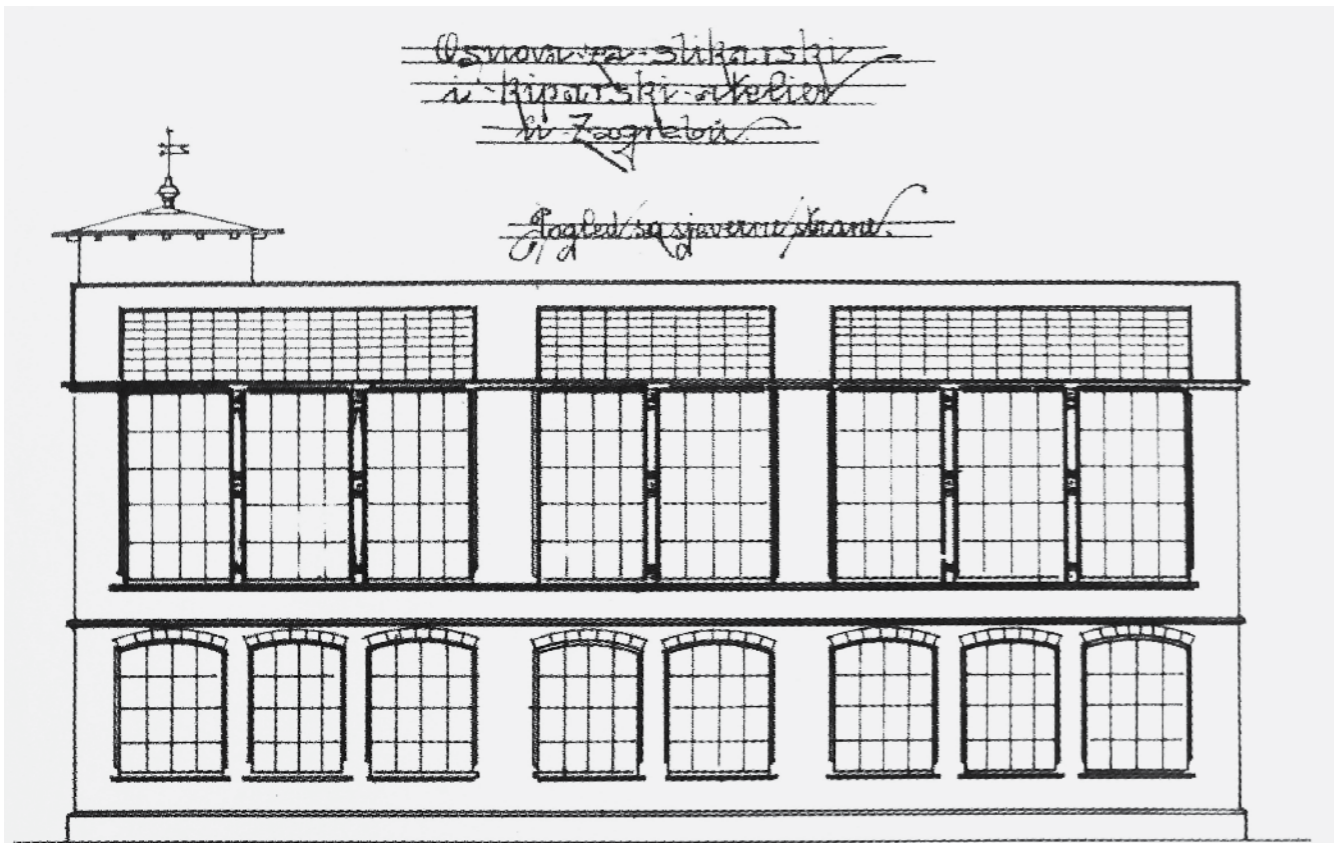 Osnova za slikarski
i kiparski atelier
u Zagrebu.
Pogled sa sjeverne strane.